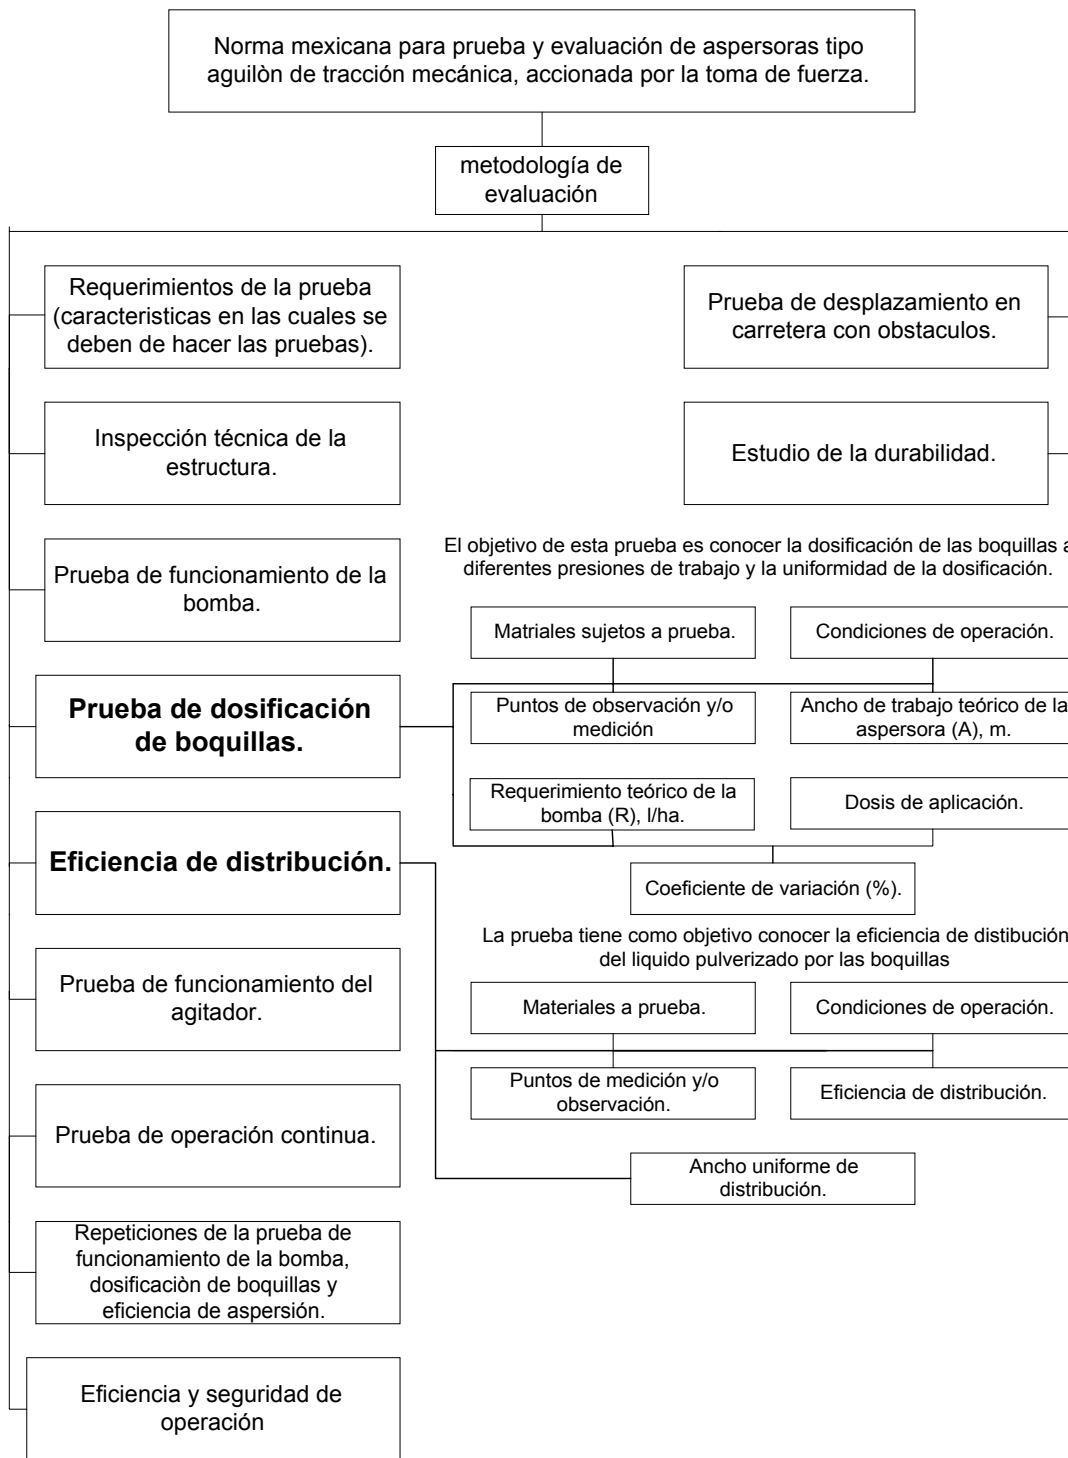 Norma mexicana para prueba y evaluación de aspersoras tipo
aguilòn de tracción mecánica, accionada por la toma de fuerza.
metodología de
evaluación
Requerimientos de la prueba
(caracteristicas en las cuales se
deben de hacer las pruebas).
Prueba de desplazamiento en
carretera con obstaculos.
Inspección técnica de la
estructura.
Estudio de la durabilidad.
Prueba de funcionamiento de la
bomba.
El objetivo de esta prueba es conocer la dosificación de las boquillas a
diferentes presiones de trabajo y la uniformidad de la dosificación.
Matriales sujetos a prueba.
Condiciones de operación.
Prueba de dosificación
de boquillas.
Puntos de observación y/o
medición
Ancho de trabajo teórico de la
aspersora (A), m.
Requerimiento teórico de la
bomba (R), l/ha.
Dosis de aplicación.
Coeficiente de variación (%).
Eficiencia de distribución.
La prueba tiene como objetivo conocer la eficiencia de distibución
del liquido pulverizado por las boquillas
Materiales a prueba.
Condiciones de operación.
Puntos de medición y/o
observación.
Eficiencia de distribución.
Ancho uniforme de
distribución.
Prueba de funcionamiento del
agitador.
Prueba de operación continua.
Repeticiones de la prueba de
funcionamiento de la bomba,
dosificaciòn de boquillas y
eficiencia de aspersión.
Eficiencia y seguridad de
operación